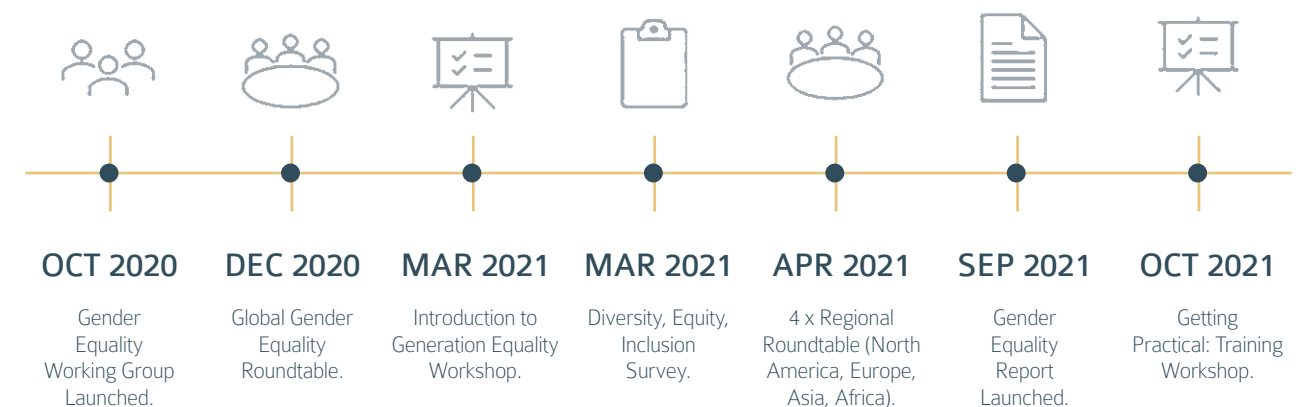 OCT 2020
Gender
Equality
Working Group
Launched.
DEC 2020
Global Gender
Equality
Roundtable.
MAR 2021
Introduction to
Generation Equality
Workshop.
MAR 2021
Diversity, Equity,
Inclusion
Survey.
APR 2021
4 x Regional
Roundtable (North
America, Europe,
Asia, Africa).
SEP 2021
Gender
Equality
Report
Launched.
OCT 2021
Getting
Practical: Training
Workshop.